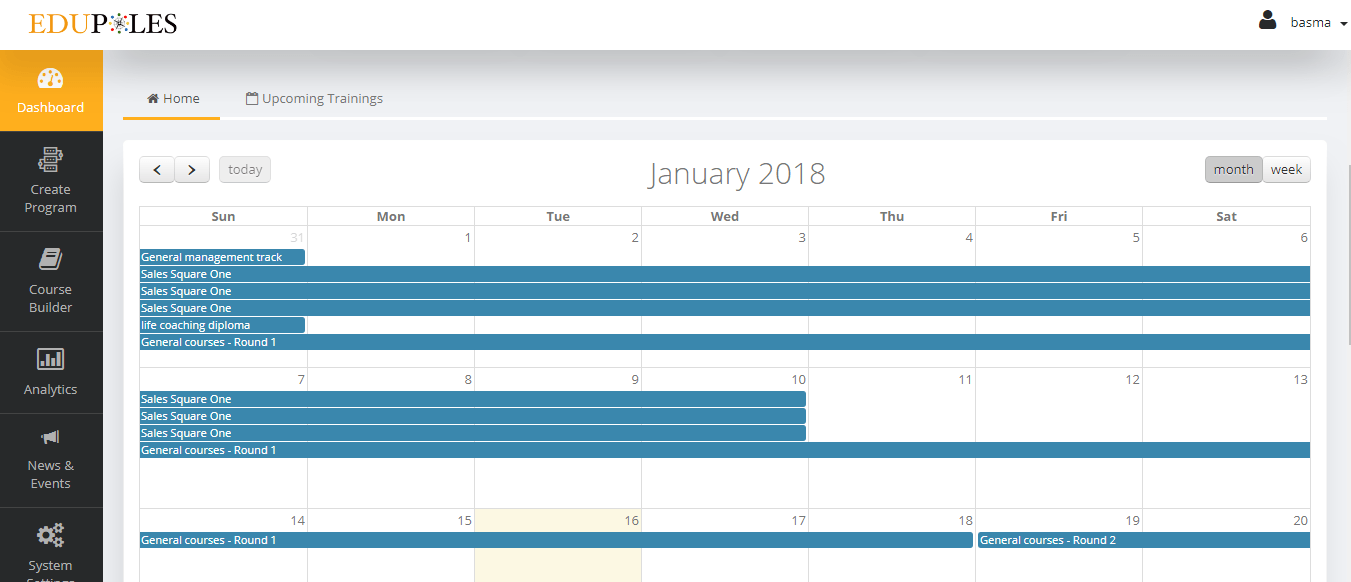 EDUPOLES
basma
Dashboard
Create
Program
Course
Builder
Analytics
News &
Events
System
Settings
Home
Upcoming Trainings
today
January 2018
month
week
Sun Mon Tue Wed Thu Fri Sat
31 1 2 3 4 5 6
General management track
Sales Square One
Sales Square One
Sales Square One
life coaching diploma
General courses - Round 1
7 8 9 10 11 12 13
Sales Square One
Sales Square One
Sales Square One
General courses - Round 1
14 15 16 17 18 19 20
General courses - Round 1 General courses - Round 2